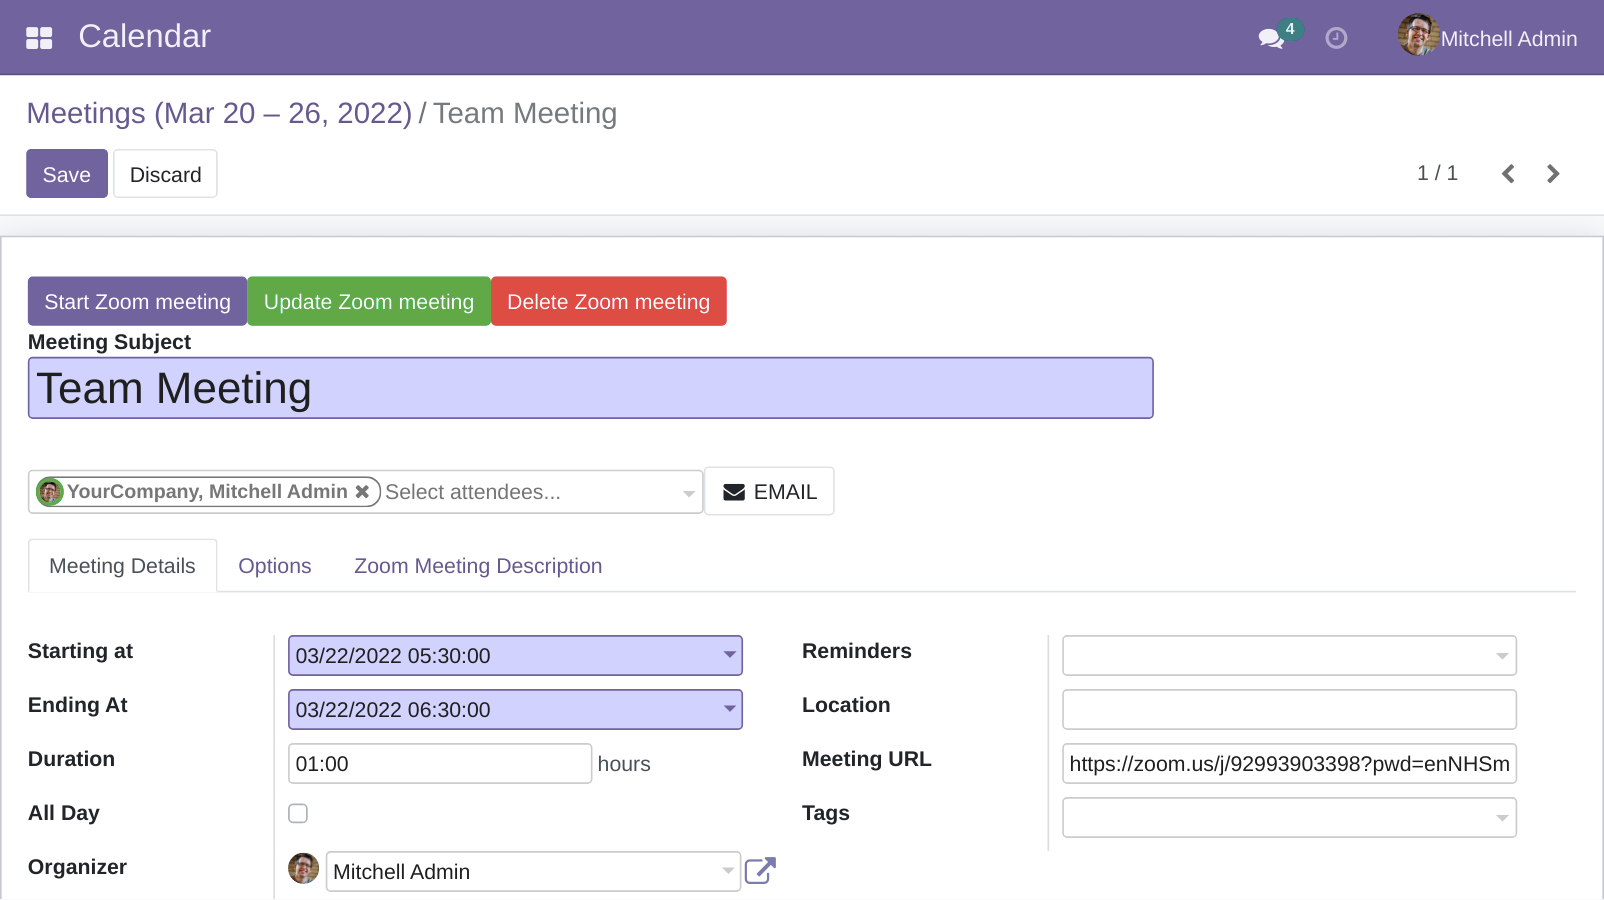 Calendar
4
Mitchell Admin
Meetings (Mar 20 – 26, 2022) / Team Meeting
Save Discard
1 / 1
Start Zoom meeting Update Zoom meeting Delete Zoom meeting
Meeting Subject
Team Meeting
YourCompany, Mitchell Admin ✖ Select attendees... EMAIL
Meeting Details Options Zoom Meeting Description
Starting at 03/22/2022 05:30:00 Reminders
Ending At 03/22/2022 06:30:00 Location
Duration 01:00 hours Meeting URL https://zoom.us/j/92993903398?pwd=enNHSm
All Day Tags
Organizer Mitchell Admin